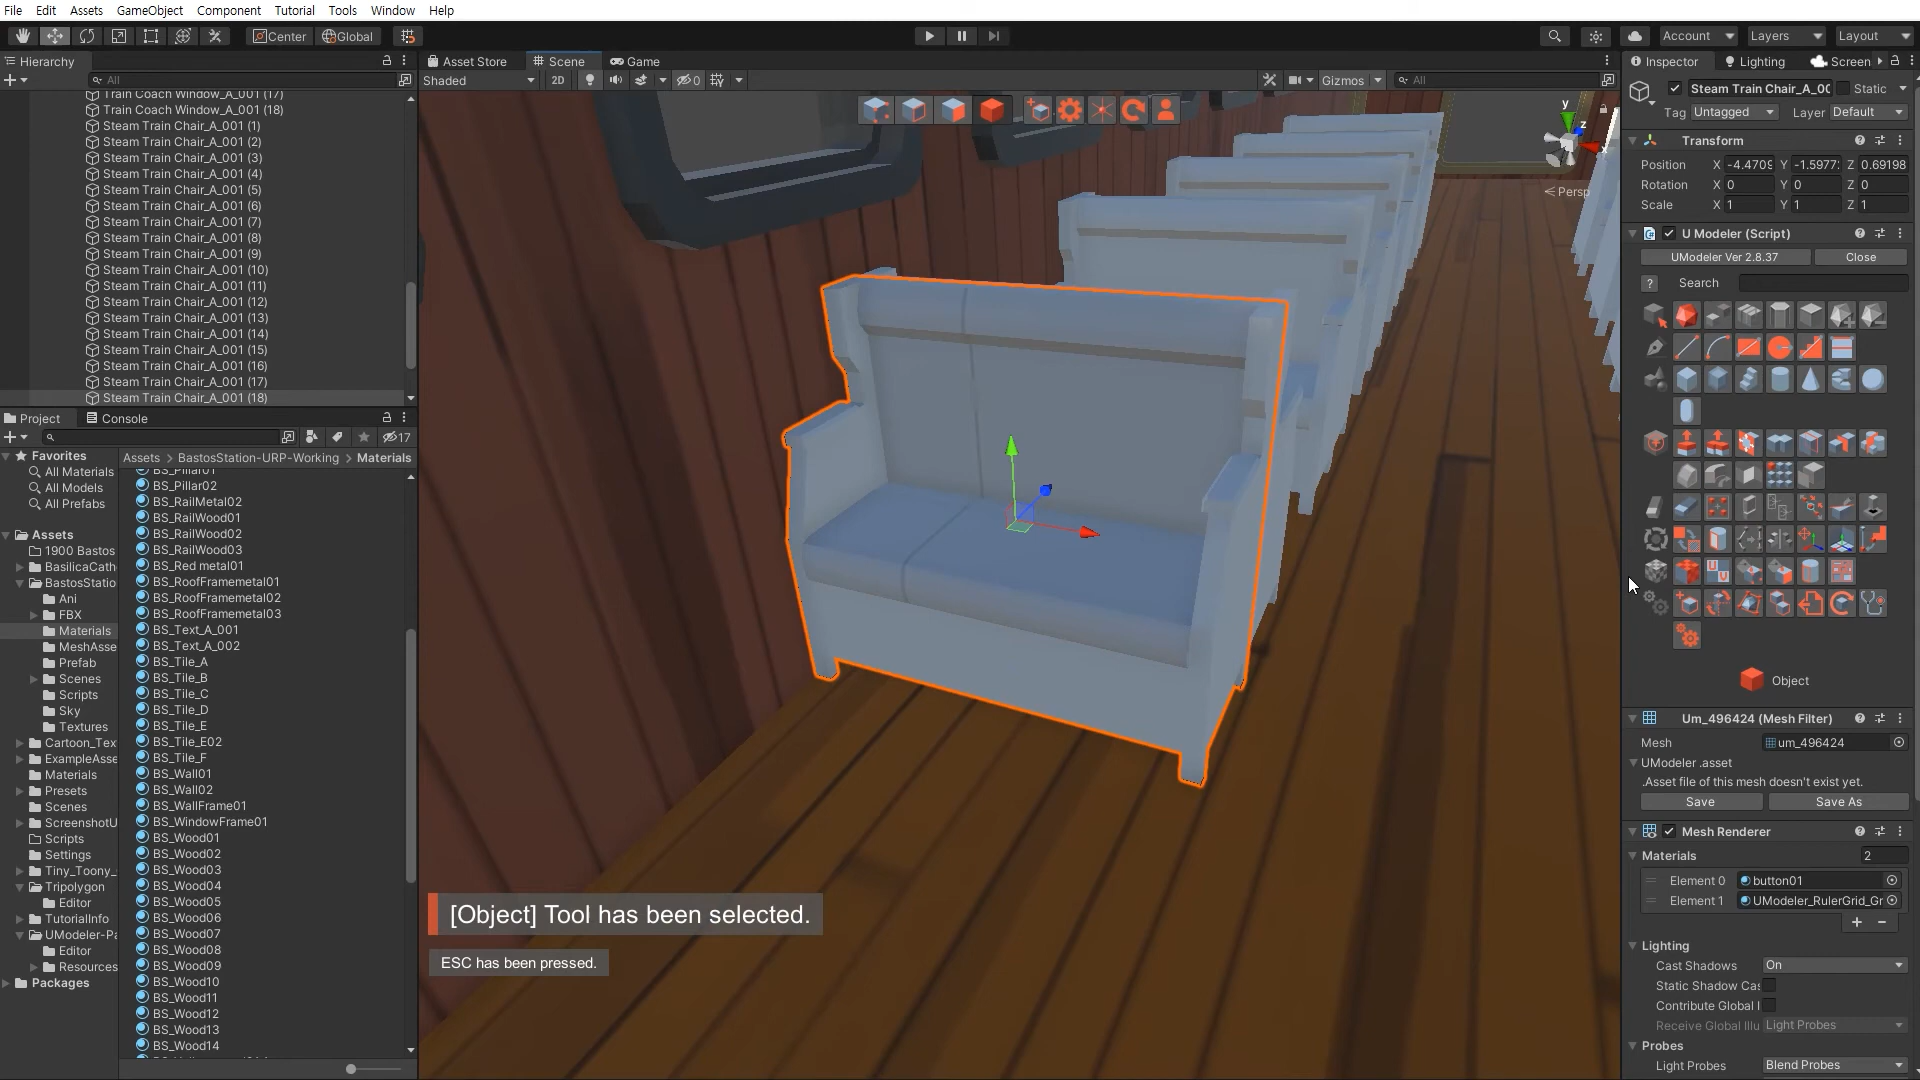 File Edit Assets GameObject Component Tutorial Tools Window Help
Center Global
Account Layers Layout
Hierarchy
All
Train Coach Window_A_001 (17)
Train Coach Window_A_001 (18)
Steam Train Chair_A_001 (1)
Steam Train Chair_A_001 (2)
Steam Train Chair_A_001 (3)
Steam Train Chair_A_001 (4)
Steam Train Chair_A_001 (5)
Steam Train Chair_A_001 (6)
Steam Train Chair_A_001 (7)
Steam Train Chair_A_001 (8)
Steam Train Chair_A_001 (9)
Steam Train Chair_A_001 (10)
Steam Train Chair_A_001 (11)
Steam Train Chair_A_001 (12)
Steam Train Chair_A_001 (13)
Steam Train Chair_A_001 (14)
Steam Train Chair_A_001 (15)
Steam Train Chair_A_001 (16)
Steam Train Chair_A_001 (17)
Steam Train Chair_A_001 (18)
Project Console
17
Favorites
All Materials
All Models
All Prefabs
Assets
1900 Bastos
BasilicaCath
BastosStatio
Ani
FBX
Materials
MeshAsse
Prefab
Scenes
Scripts
Sky
Textures
Cartoon_Tex
ExampleAsse
Materials
Presets
Scenes
ScreenshotU
Scripts
Settings
Tiny_Toony_
Tripolygon
Editor
TutorialInfo
UModeler-Pa
Editor
Resources
Packages
Assets > BastosStation-URP-Working > Materials
BS_Pillar01
BS_Pillar02
BS_RailMetal02
BS_RailWood01
BS_RailWood02
BS_RailWood03
BS_Red metal01
BS_RoofFramemetal01
BS_RoofFramemetal02
BS_RoofFramemetal03
BS_Text_A_001
BS_Text_A_002
BS_Tile_A
BS_Tile_B
BS_Tile_C
BS_Tile_D
BS_Tile_E
BS_Tile_E02
BS_Tile_F
BS_Wall01
BS_Wall02
BS_WallFrame01
BS_WindowFrame01
BS_Wood01
BS_Wood02
BS_Wood03
BS_Wood04
BS_Wood05
BS_Wood06
BS_Wood07
BS_Wood08
BS_Wood09
BS_Wood10
BS_Wood11
BS_Wood12
BS_Wood13
BS_Wood14
Asset Store Scene Game
Shaded 2D 0 Gizmos All
y
z
x
< Persp
[Object] Tool has been selected.
ESC has been pressed.
Inspector Lighting Screen
Steam Train Chair_A_00 Static
Tag Untagged Layer Default
Transform
Position X -4.4709 Y -1.5977 Z 0.69198
Rotation X 0 Y 0 Z 0
Scale X 1 Y 1 Z 1
U Modeler (Script)
UModeler Ver 2.8.37 Close
? Search
Object
Um_496424 (Mesh Filter)
Mesh um_496424
UModeler .asset
.Asset file of this mesh doesn't exist yet.
Save Save As
Mesh Renderer
Materials 2
Element 0 button01
Element 1 UModeler_RulerGrid_Gr
Lighting
Cast Shadows On
Static Shadow Cas
Contribute Global I
Receive Global Illu Light Probes
Probes
Light Probes Blend Probes